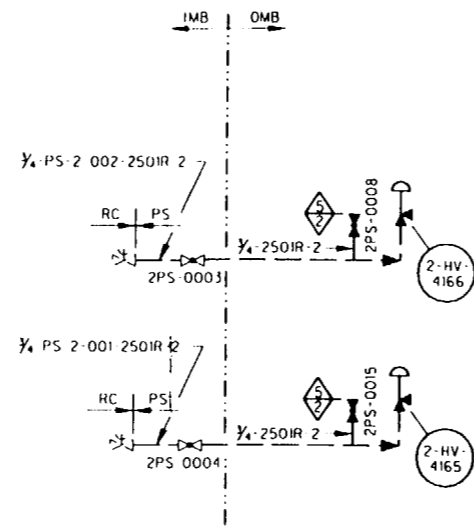 IMB OMB
¾-PS-2 002-2501R 2
RC PS
2PS-0003
¾-2501R-2
5
2
2PS-0008
2-HV-
4166
¾ PS 2-001-2501R-2
RC PS
2PS 0004
¾-2501R-2
5
2
2PS-0015
2-HV-
4165